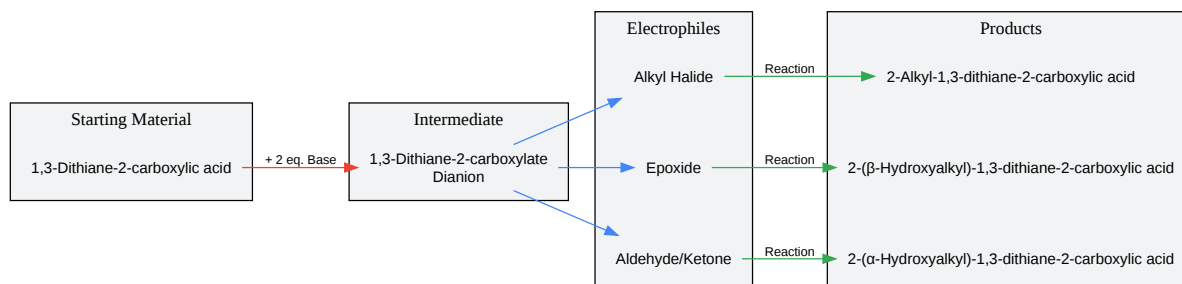 Starting Material
1,3-Dithiane-2-carboxylic acid
+ 2 eq. Base
Intermediate
1,3-Dithiane-2-carboxylate
Dianion
Electrophiles
Alkyl Halide
Epoxide
Aldehyde/Ketone
Reaction
Reaction
Reaction
Products
2-Alkyl-1,3-dithiane-2-carboxylic acid
2-(β-Hydroxyalkyl)-1,3-dithiane-2-carboxylic acid
2-(α-Hydroxyalkyl)-1,3-dithiane-2-carboxylic acid